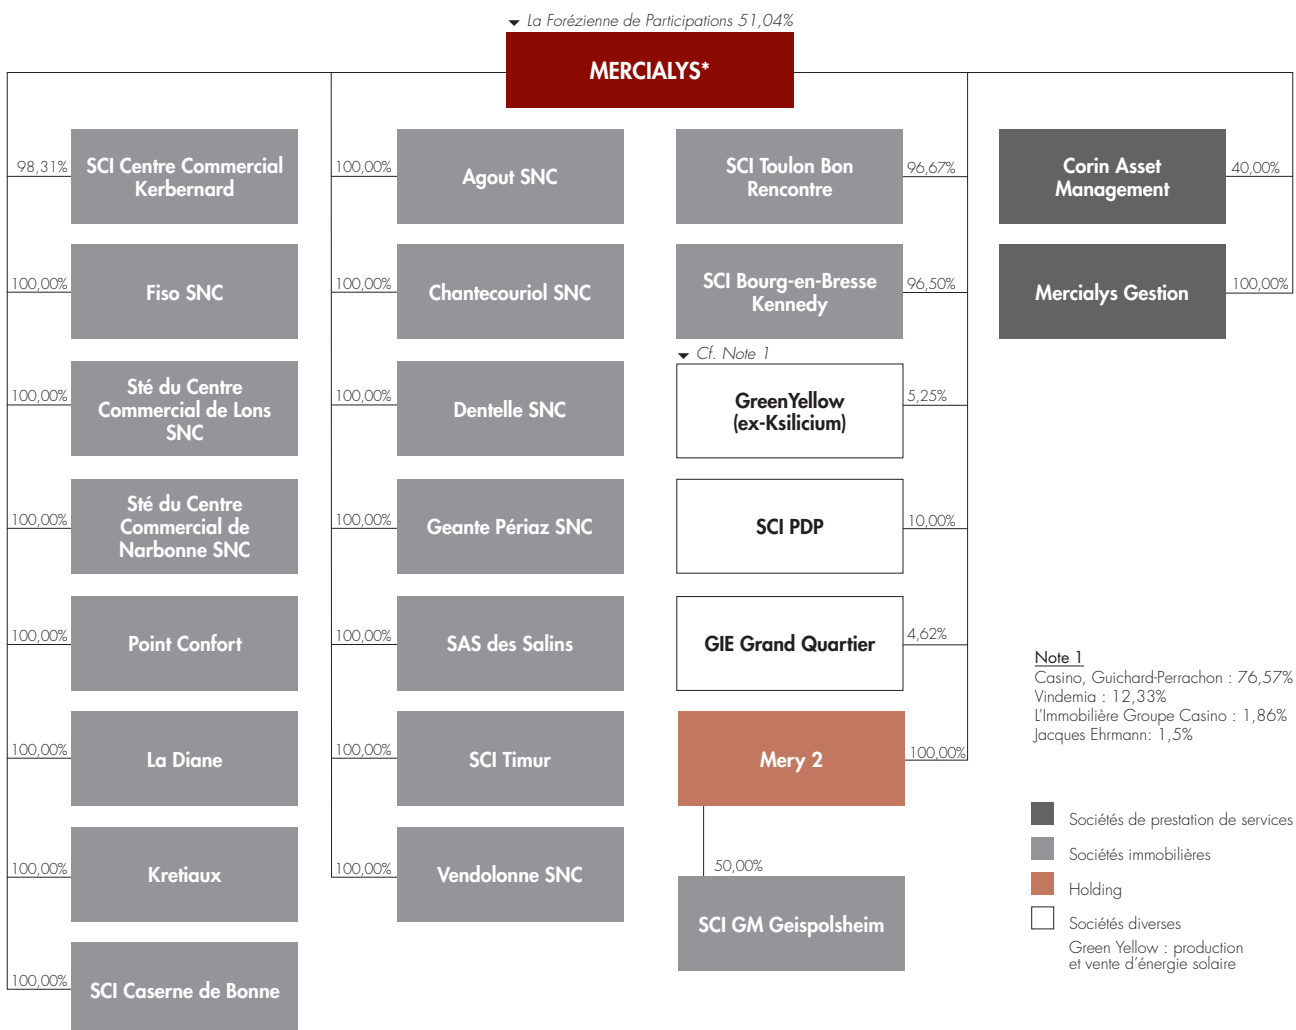 La Forézienne de Participations 51,04%
MERCIALYS*
98,31%
SCI Centre Commercial
Kerbernard
100,00%
Fiso SNC
100,00%
Sté du Centre
Commercial de Lons
SNC
100,00%
Sté du Centre
Commercial de
Narbonne SNC
100,00%
Point Confort
100,00%
La Diane
100,00%
Kretiaux
100,00%
SCI Caserne de Bonne
100,00%
Agout SNC
100,00%
Chantecouriol SNC
100,00%
Dentelle SNC
100,00%
Geante Périaz SNC
100,00%
SAS des Salins
100,00%
SCI Timur
100,00%
Vendolonne SNC
SCI Toulon Bon
Rencontre
96,67%
SCI Bourg-en-Bresse
Kennedy
96,50%
Cf. Note 1
GreenYellow
(ex-Ksilicium)
5,25%
SCI PDP
10,00%
GIE Grand Quartier
4,62%
Mery 2
100,00%
50,00%
SCI GM Geispolsheim
Corin Asset
Management
40,00%
Mercialys Gestion
100,00%
Note 1
Casino, Guichard-Perrachon : 76,57%
Vindemia : 12,33%
L'Immobilière Groupe Casino : 1,86%
Jacques Ehrmann: 1,5%
Sociétés de prestation de services
Sociétés immobilières
Holding
Sociétés diverses
Green Yellow : production
et vente d'énergie solaire